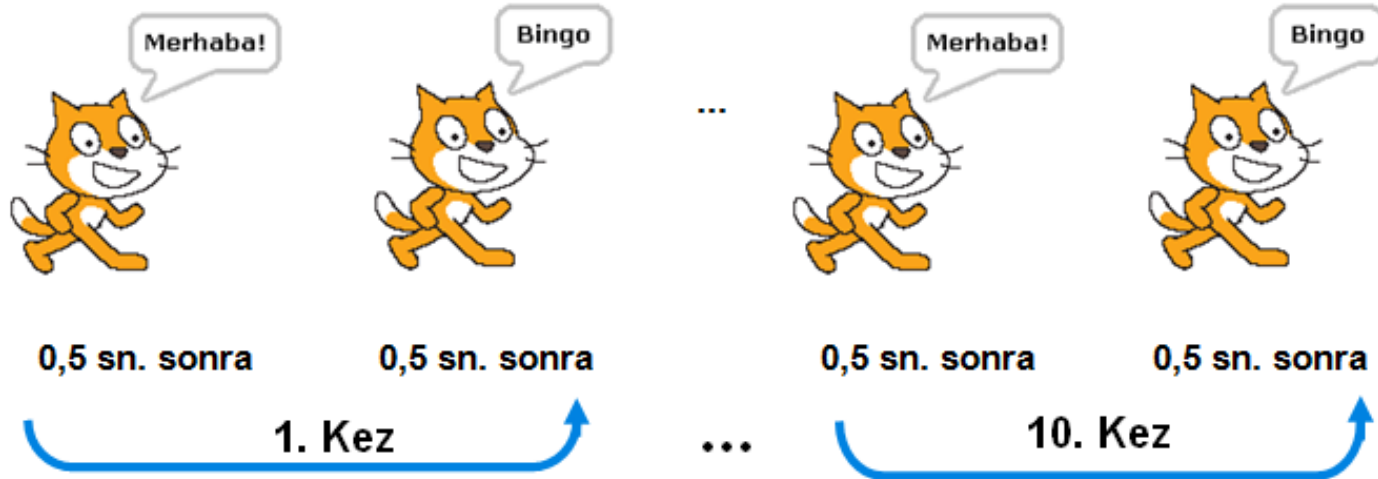 Merhaba!
Bingo
...
Merhaba!
Bingo
0,5 sn. sonra
0,5 sn. sonra
0,5 sn. sonra
0,5 sn. sonra
1. Kez
...
10. Kez